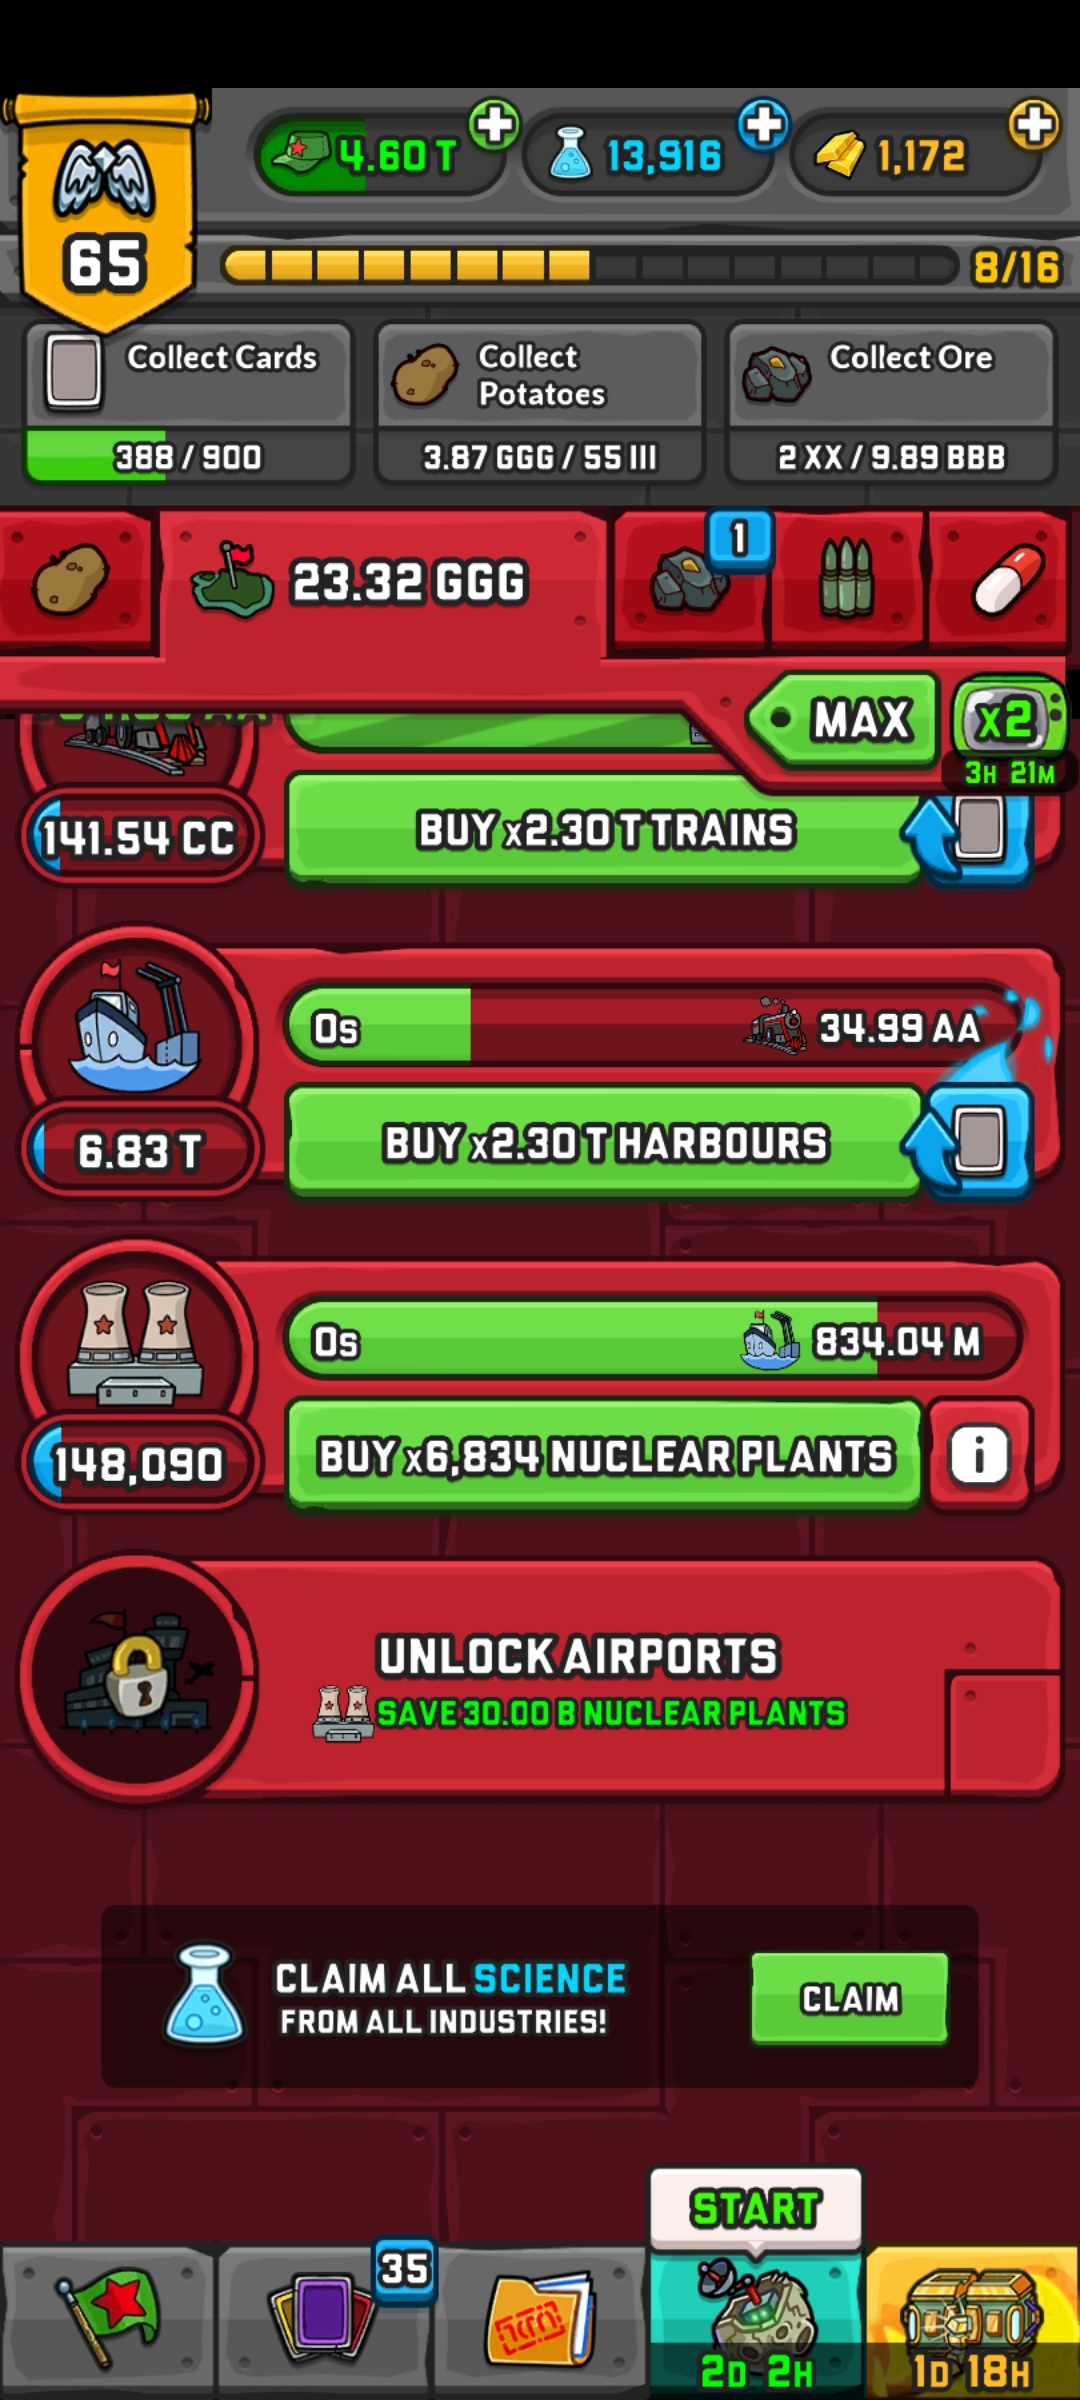 4.60 T
13,916
1,172
65
8/16
Collect Cards
388 / 900
Collect
Potatoes
3.87 GGG / 55 III
Collect Ore
2 XX / 9.89 BBB
23.32 GGG
1
MAX
x2
3H 21M
141.54 CC
BUY x2.30 T TRAINS
0s
34.99 AA
6.83 T
BUY x2.30 T HARBOURS
0s
834.04 M
148,090
BUY x6,834 NUCLEAR PLANTS
i
UNLOCK AIRPORTS
SAVE 30.00 B NUCLEAR PLANTS
CLAIM ALL SCIENCE
FROM ALL INDUSTRIES!
CLAIM
START
35
2D 2H
1D 18H